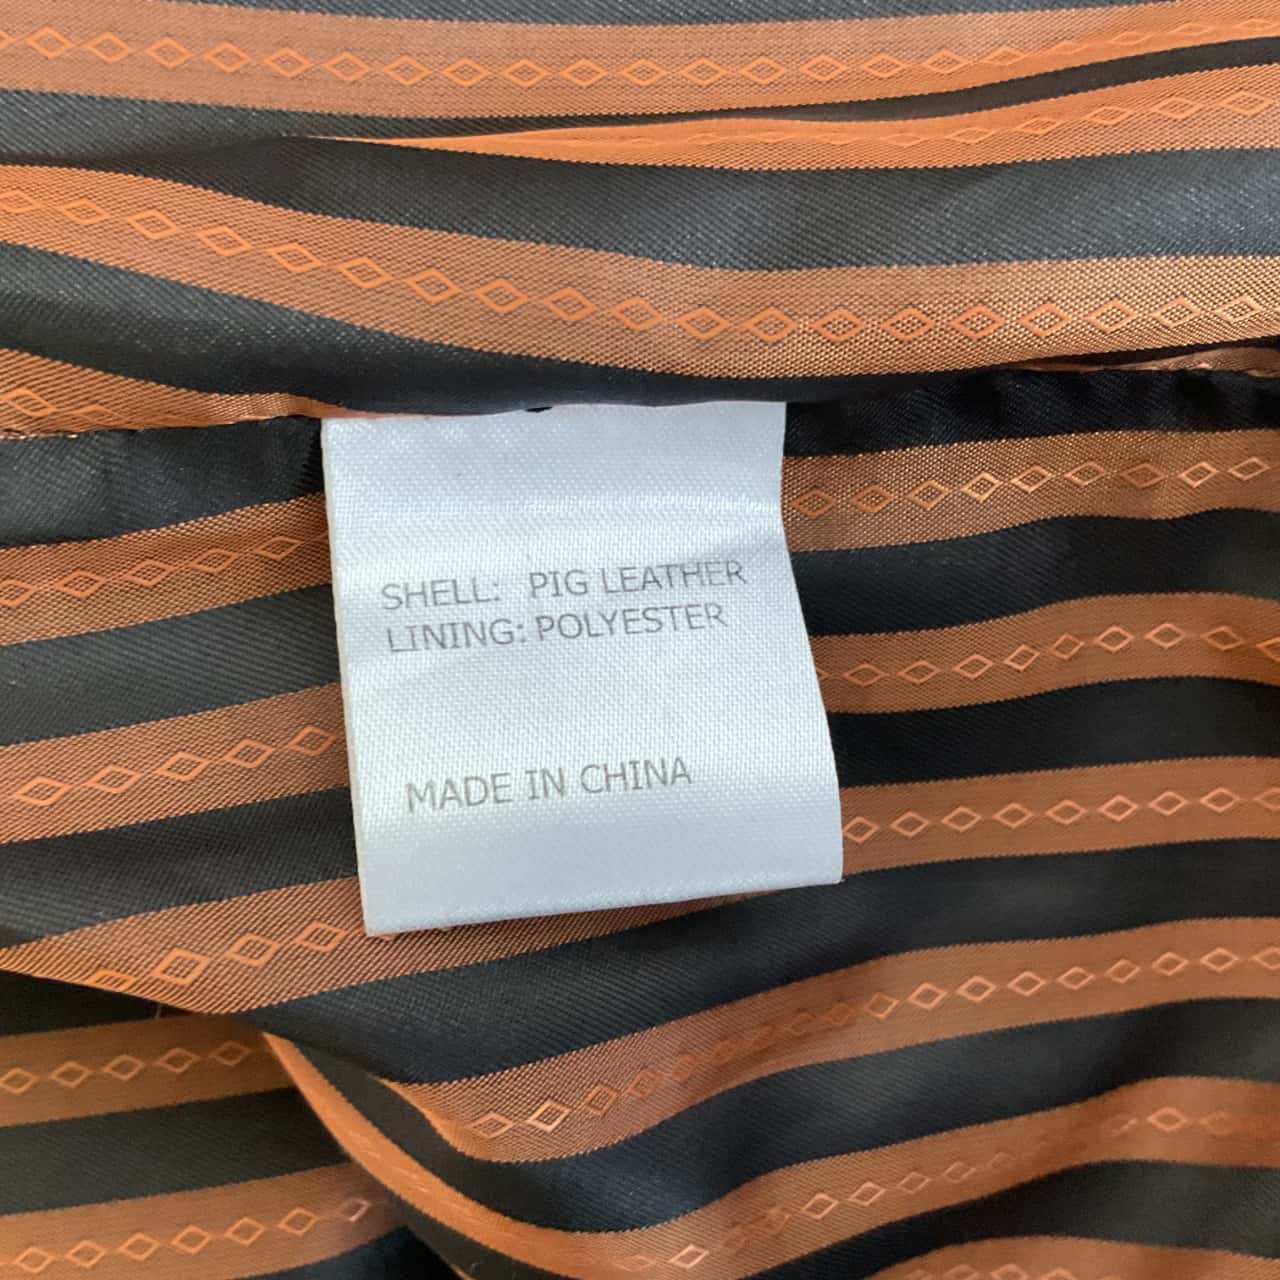 SHELL: PIG LEATHER
LINING: POLYESTER
MADE IN CHINA